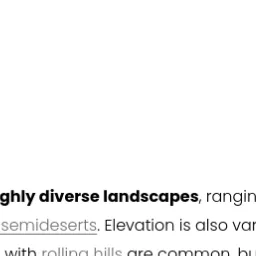 ghly diverse landscapes, rangin
semideserts. Elevation is also var
with rolling hills are common, bu